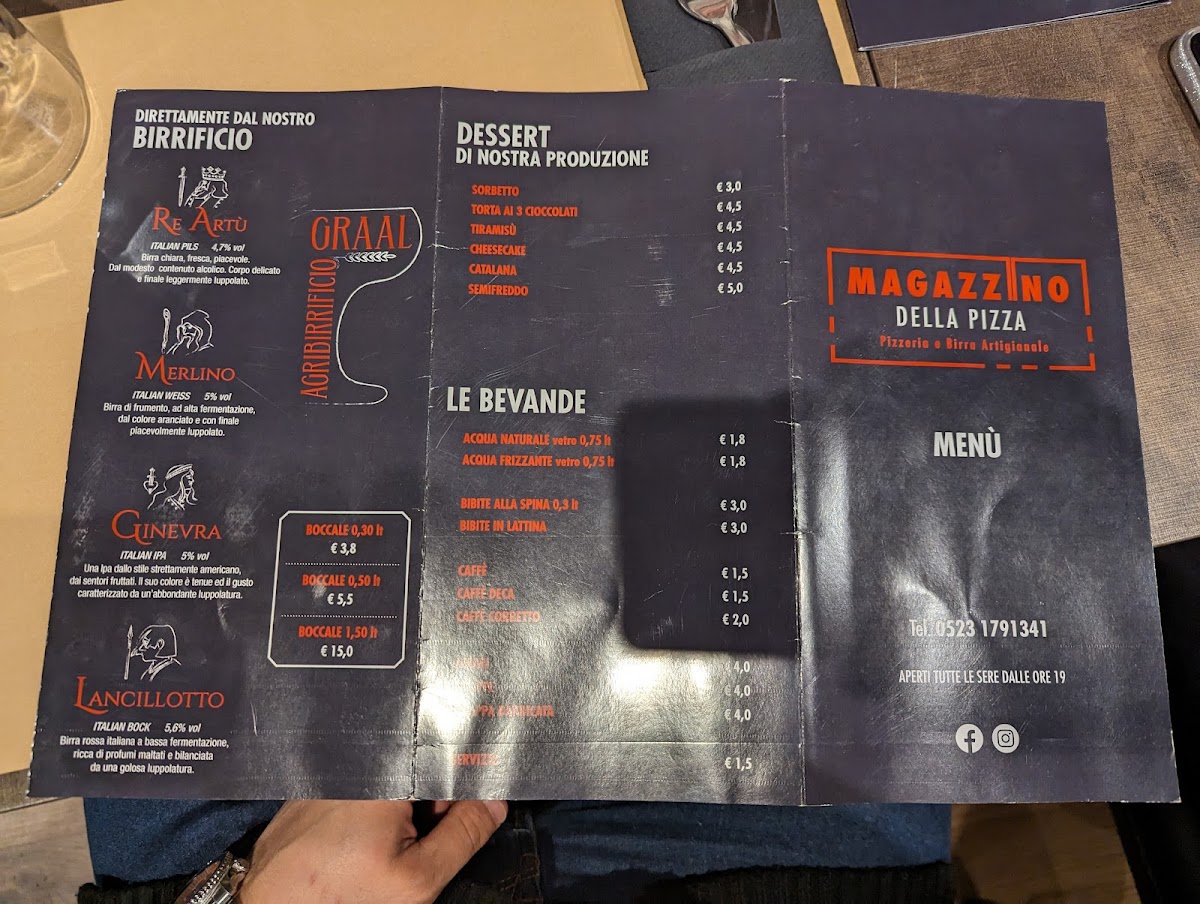 DIRETTAMENTE DAL NOSTRO
BIRRIFICIO
RE ARTÙ
ITALIAN PILS 4,7% vol
Birra chiara, fresca, piacevole.
Dal modesto contenuto alcolico. Corpo delicato
e finale leggermente luppolato.
MERLINO
ITALIAN WEISS 5% vol
Birra di frumento, ad alta fermentazione,
dal colore aranciato e con finale
piacevolmente luppolato.
GINEVRA
ITALIAN IPA 5% vol
Una Ipa dallo stile strettamente americano,
dai sentori fruttati. Il suo colore è tenue ed il gusto
caratterizzato da un'abbondante luppolatura.
LANCILLOTTO
ITALIAN BOCK 5,6% vol
Birra rossa italiana a bassa fermentazione,
ricca di profumi maltati e bilanciata
da una golosa luppolatura.
GRAAL
AGRIBIRRIFICIO
BOCCALE 0,30 lt
€ 3,8
BOCCALE 0,50 lt
€ 5,5
BOCCALE 1,50 lt
€ 15,0
DESSERT
DI NOSTRA PRODUZIONE
SORBETTO € 3,0
TORTA AI 3 CIOCCOLATI € 4,5
TIRAMISÙ € 4,5
CHEESECAKE € 4,5
CATALANA € 4,5
SEMIFREDDO € 5,0
LE BEVANDE
ACQUA NATURALE vetro 0,75 lt € 1,8
ACQUA FRIZZANTE vetro 0,75 lt € 1,8
BIBITE ALLA SPINA 0,3 lt € 3,0
BIBITE IN LATTINA € 3,0
CAFFÈ € 1,5
CAFFÈ DECA € 1,5
CAFFÈ CORRETTO € 2,0
4,0
€ 4,0
€ 4,0
SERVIZIO € 1,5
MAGAZZINO
DELLA PIZZA
Pizzeria e Birra Artigianale
MENÙ
Tel. 0523 1791341
APERTI TUTTE LE SERE DALLE ORE 19